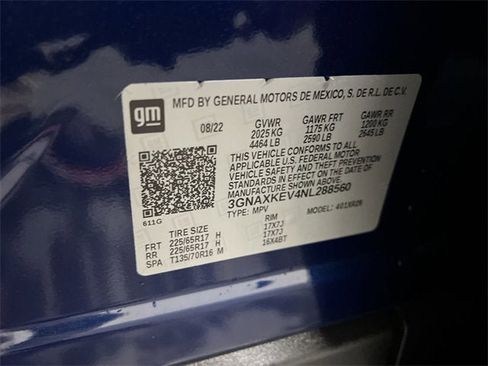 gm
MFD BY GENERAL MOTORS DE MEXICO, S. DE R.L. DE C.V.
08/22 GVWR GAWR FRT GAWR RR
2025 KG 1175 KG 1200 KG
4464 LB 2590 LB 2645 LB
THIS VEHICLE CONFORMS TO ALL
APPLICABLE U.S. FEDERAL MOTOR
VEHICLE SAFETY AND THEFT PREVENTION
STANDARDS IN EFFECT ON THE DATE OF
MANUFACTURE SHOWN ABOVE.
3GNAXKEV4NL288560
611G TYPE: MPV MODEL: 401XR26
TIRE SIZE RIM
FRT 225/65R17 H 17X7J
RR 225/65R17 H 17X7J
SPA T135/70R16 M 16X4BT